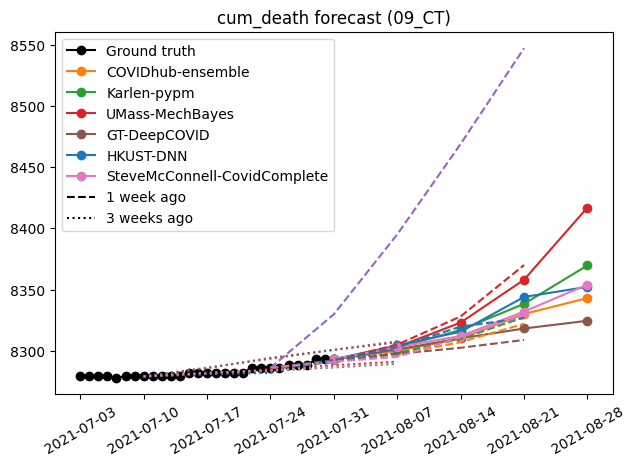 cum_death forecast (09_CT)
8550
8500
8450
8400
8350
8300
Ground truth
COVIDhub-ensemble
Karlen-pypm
UMass-MechBayes
GT-DeepCOVID
HKUST-DNN
SteveMcConnell-CovidComplete
1 week ago
3 weeks ago
2021-07-03
2021-07-10
2021-07-17
2021-07-24
2021-07-31
2021-08-07
2021-08-14
2021-08-21
2021-08-28